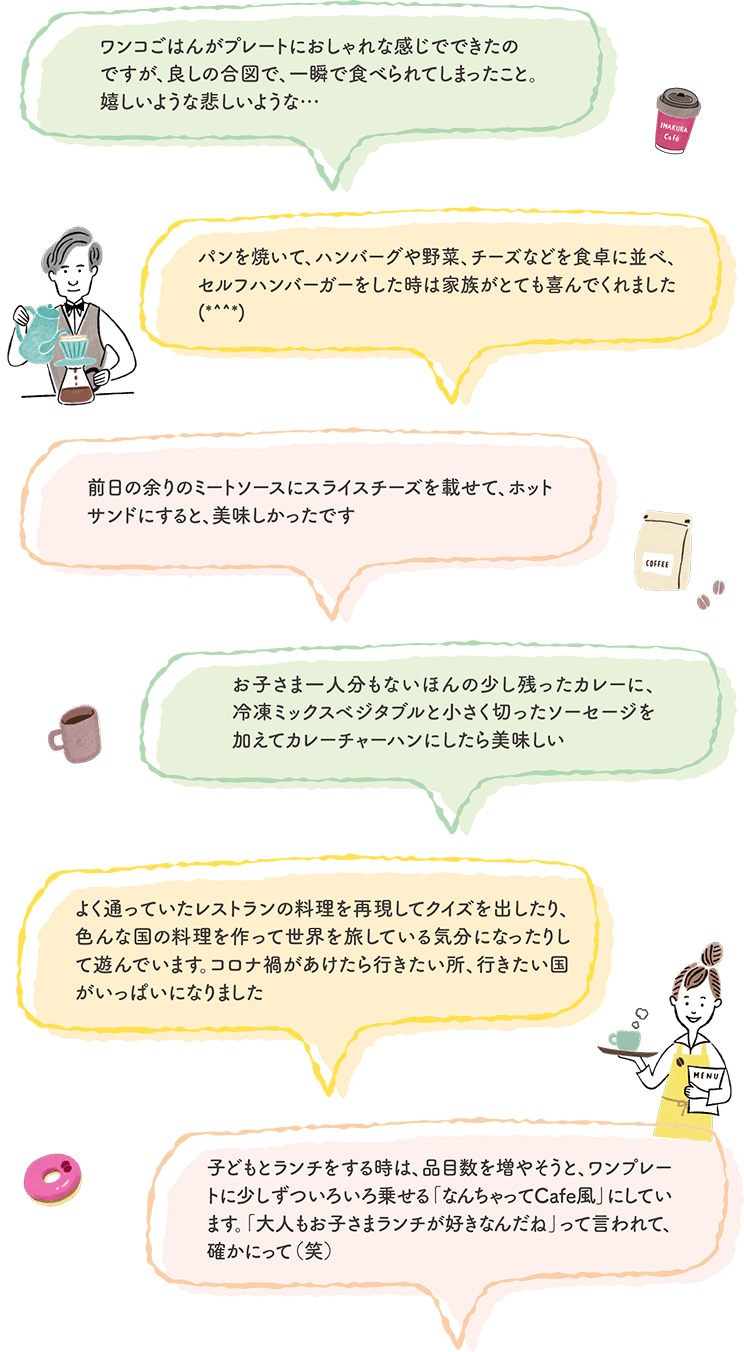 ワンコごはんがプレートにおしゃれな感じでできたの
ですが、良しの合図で、一瞬で食べられてしまったこと。
嬉しいような悲しいような…
IMAKURA
Café
パンを焼いて、ハンバーグや野菜、チーズなどを食卓に並べ、
セルフハンバーガーをした時は家族がとても喜んでくれました
(*^^*)
前日の余りのミートソースにスライスチーズを載せて、ホット
サンドにすると、美味しかったです
COFFEE
お子さま一人分もないほんの少し残ったカレーに、
冷凍ミックスベジタブルと小さく切ったソーセージを
加えてカレーチャーハンにしたら美味しい
よく通っていたレストランの料理を再現してクイズを出したり、
色んな国の料理を作って世界を旅している気分になったりし
て遊んでいます。コロナ禍があけたら行きたい所、行きたい国
がいっぱいになりました
MENU
子どもとランチをする時は、品目数を増やそうと、ワンプレー
トに少しずついろいろ乗せる「なんちゃってCafe風」にしてい
ます。「大人もお子さまランチが好きなんだね」って言われて、
確かにって（笑）